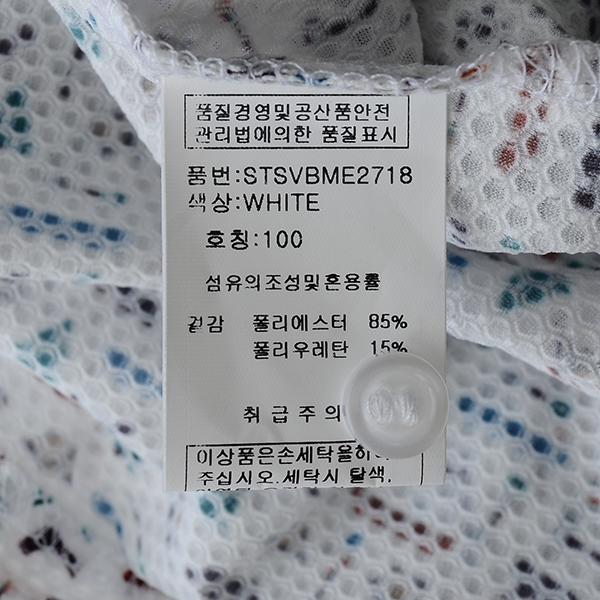 품질경영및공산품안전
관리법에의한 품질표시
품번:STSVBME2718
색상:WHITE
호칭:100
섬유의조성및혼용률
겉감 폴리에스터 85%
폴리우레탄 15%
취급주의
이상품은손세탁을하
주십시오.세탁시 탈색,